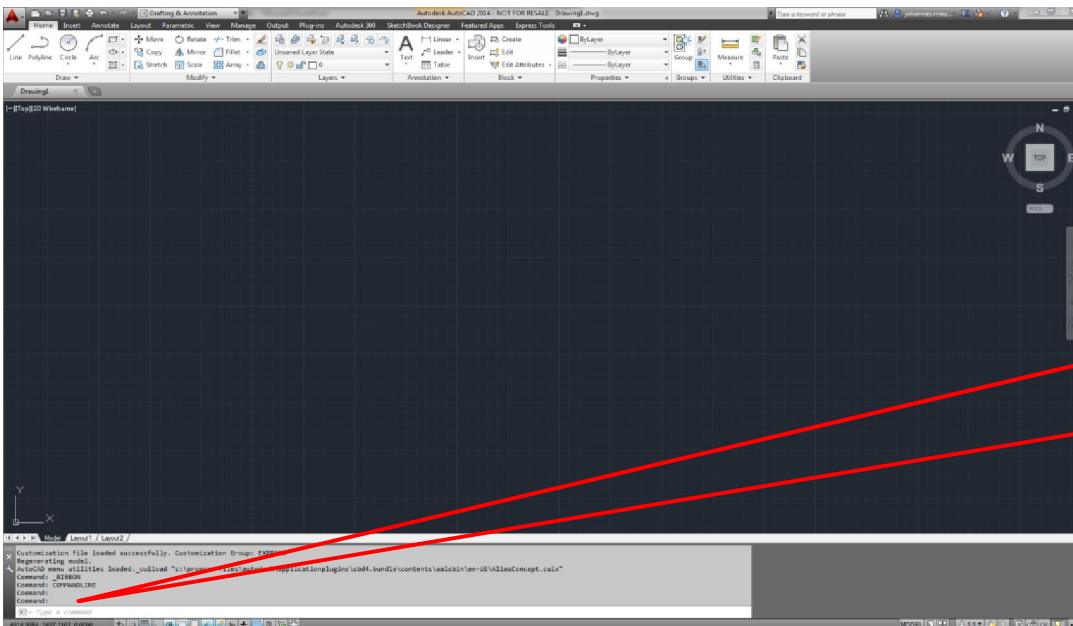 Drafting & Annotation
Autodesk AutoCAD 2014 - NOT FOR RESALE Drawing1.dwg
Type a keyword or phrase
Home Insert Annotate Layout Parametric View Manage Output Plug-ins Autodesk 360 SketchBook Designer Featured Apps Express Tools
Move Rotate Trim
Linear
Create
ByLayer
Copy Mirror Fillet
Unsaved Layer State
Leader
Edit
ByLayer
Line Polyline Circle Arc
Text
Insert
Group
Measure
Paste
Stretch Scale Array
0
Table
Edit Attributes
ByLayer
Draw
Modify
Layers
Annotation
Block
Properties
Groups
Utilities
Clipboard
Drawing1
[-][Top][2D Wireframe]
N
W TOP E
S
WCS
Y
X
Model Layout1 Layout2
Customization file loaded successfully. Customization Group:
Regenerating model.
AutoCAD menu utilities loaded._cuiload
Command: _RIBBON
Command: COMMANDLINE
Command:
Command:
Type a command
MODEL